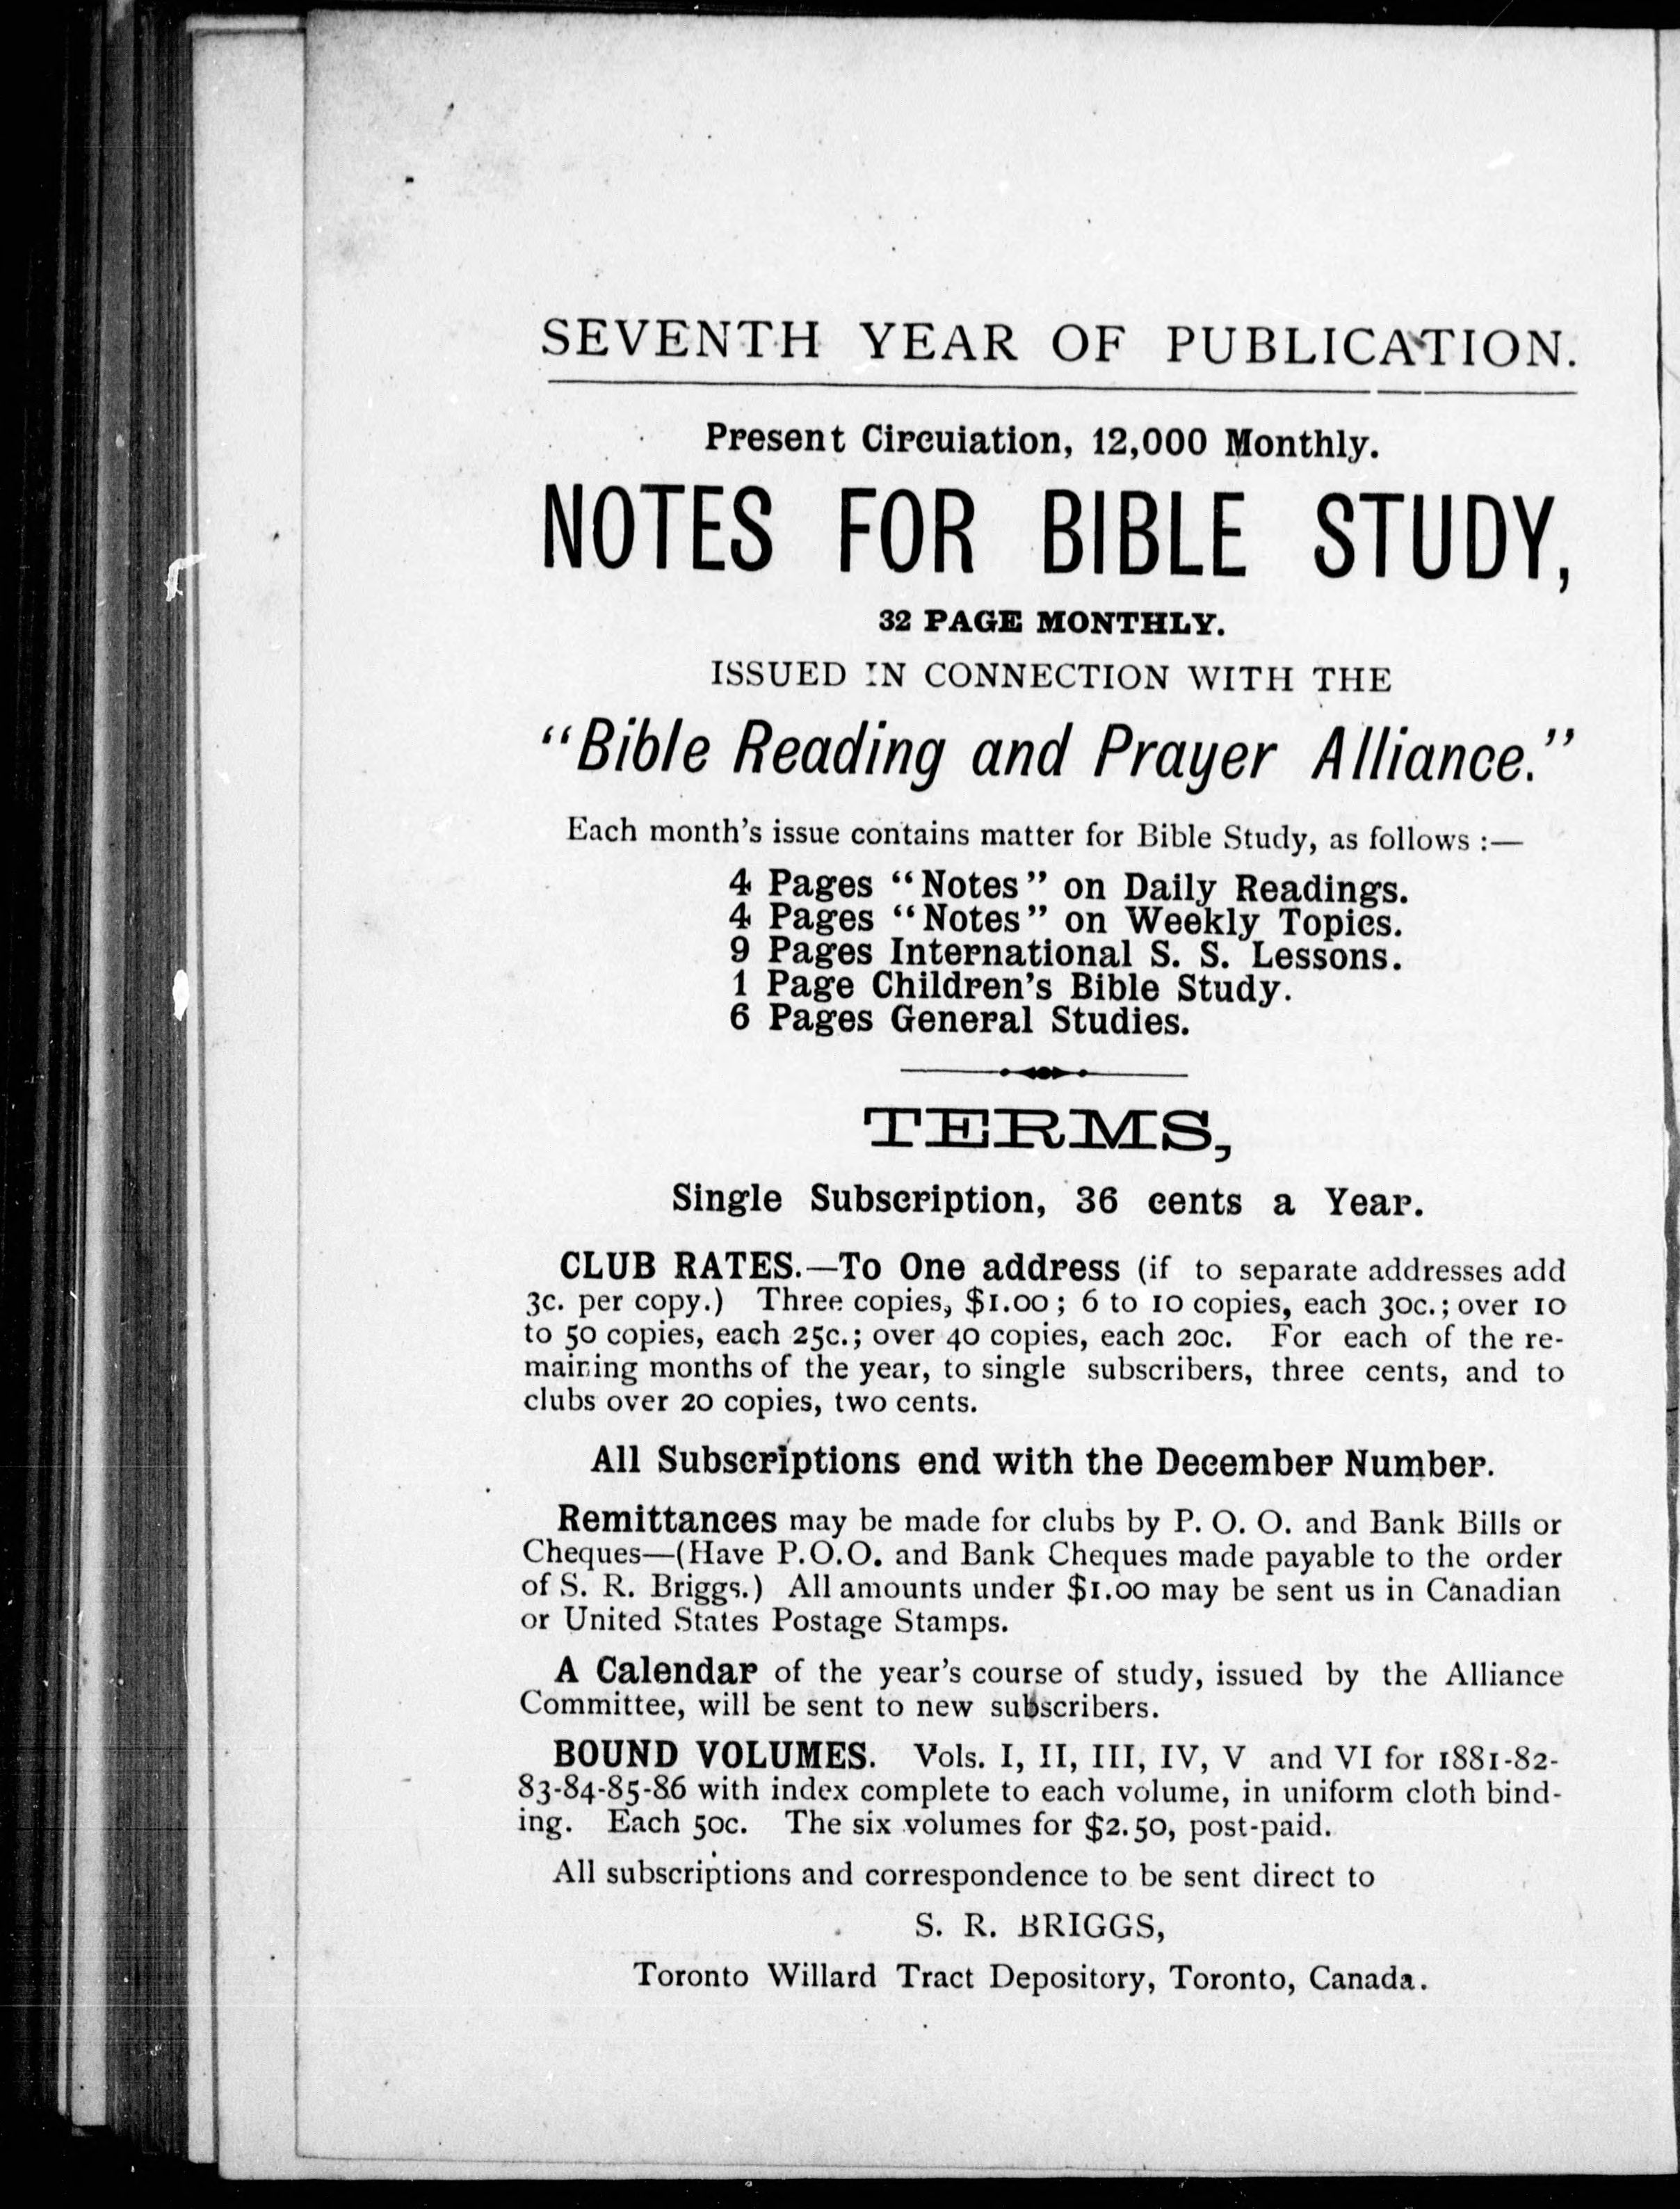 SEVENTH YEAR OF PUBLICATION.
Present Circuiation, 12,000 Monthly.
NOTES FOR BIBLE STUDY,
32 PAGE MONTHLY.
ISSUED IN CONNECTION WITH THE
"Bible Reading and Prayer Alliance."
Each month's issue contains matter for Bible Study, as follows :—
4 Pages "Notes" on Daily Readings.
4 Pages "Notes" on Weekly Topics.
9 Pages International S. S. Lessons.
1 Page Children's Bible Study.
6 Pages General Studies.
TERMS,
Single Subscription, 36 cents a Year.
CLUB RATES.—To One address (if to separate addresses add
3c. per copy.) Three copies, $1.00; 6 to 10 copies, each 30c.; over 10
to 50 copies, each 25c.; over 40 copies, each 20c. For each of the re-
maining months of the year, to single subscribers, three cents, and to
clubs over 20 copies, two cents.
All Subscriptions end with the December Number.
Remittances may be made for clubs by P. O. O. and Bank Bills or
Cheques—(Have P.O.O. and Bank Cheques made payable to the order
of S. R. Briggs.) All amounts under $1.00 may be sent us in Canadian
or United States Postage Stamps.
A Calendar of the year's course of study, issued by the Alliance
Committee, will be sent to new subscribers.
BOUND VOLUMES. Vols. I, II, III, IV, V and VI for 1881-82-
83-84-85-86 with index complete to each volume, in uniform cloth bind-
ing. Each 50c. The six volumes for $2.50, post-paid.
All subscriptions and correspondence to be sent direct to
S. R. BRIGGS,
Toronto Willard Tract Depository, Toronto, Canada.